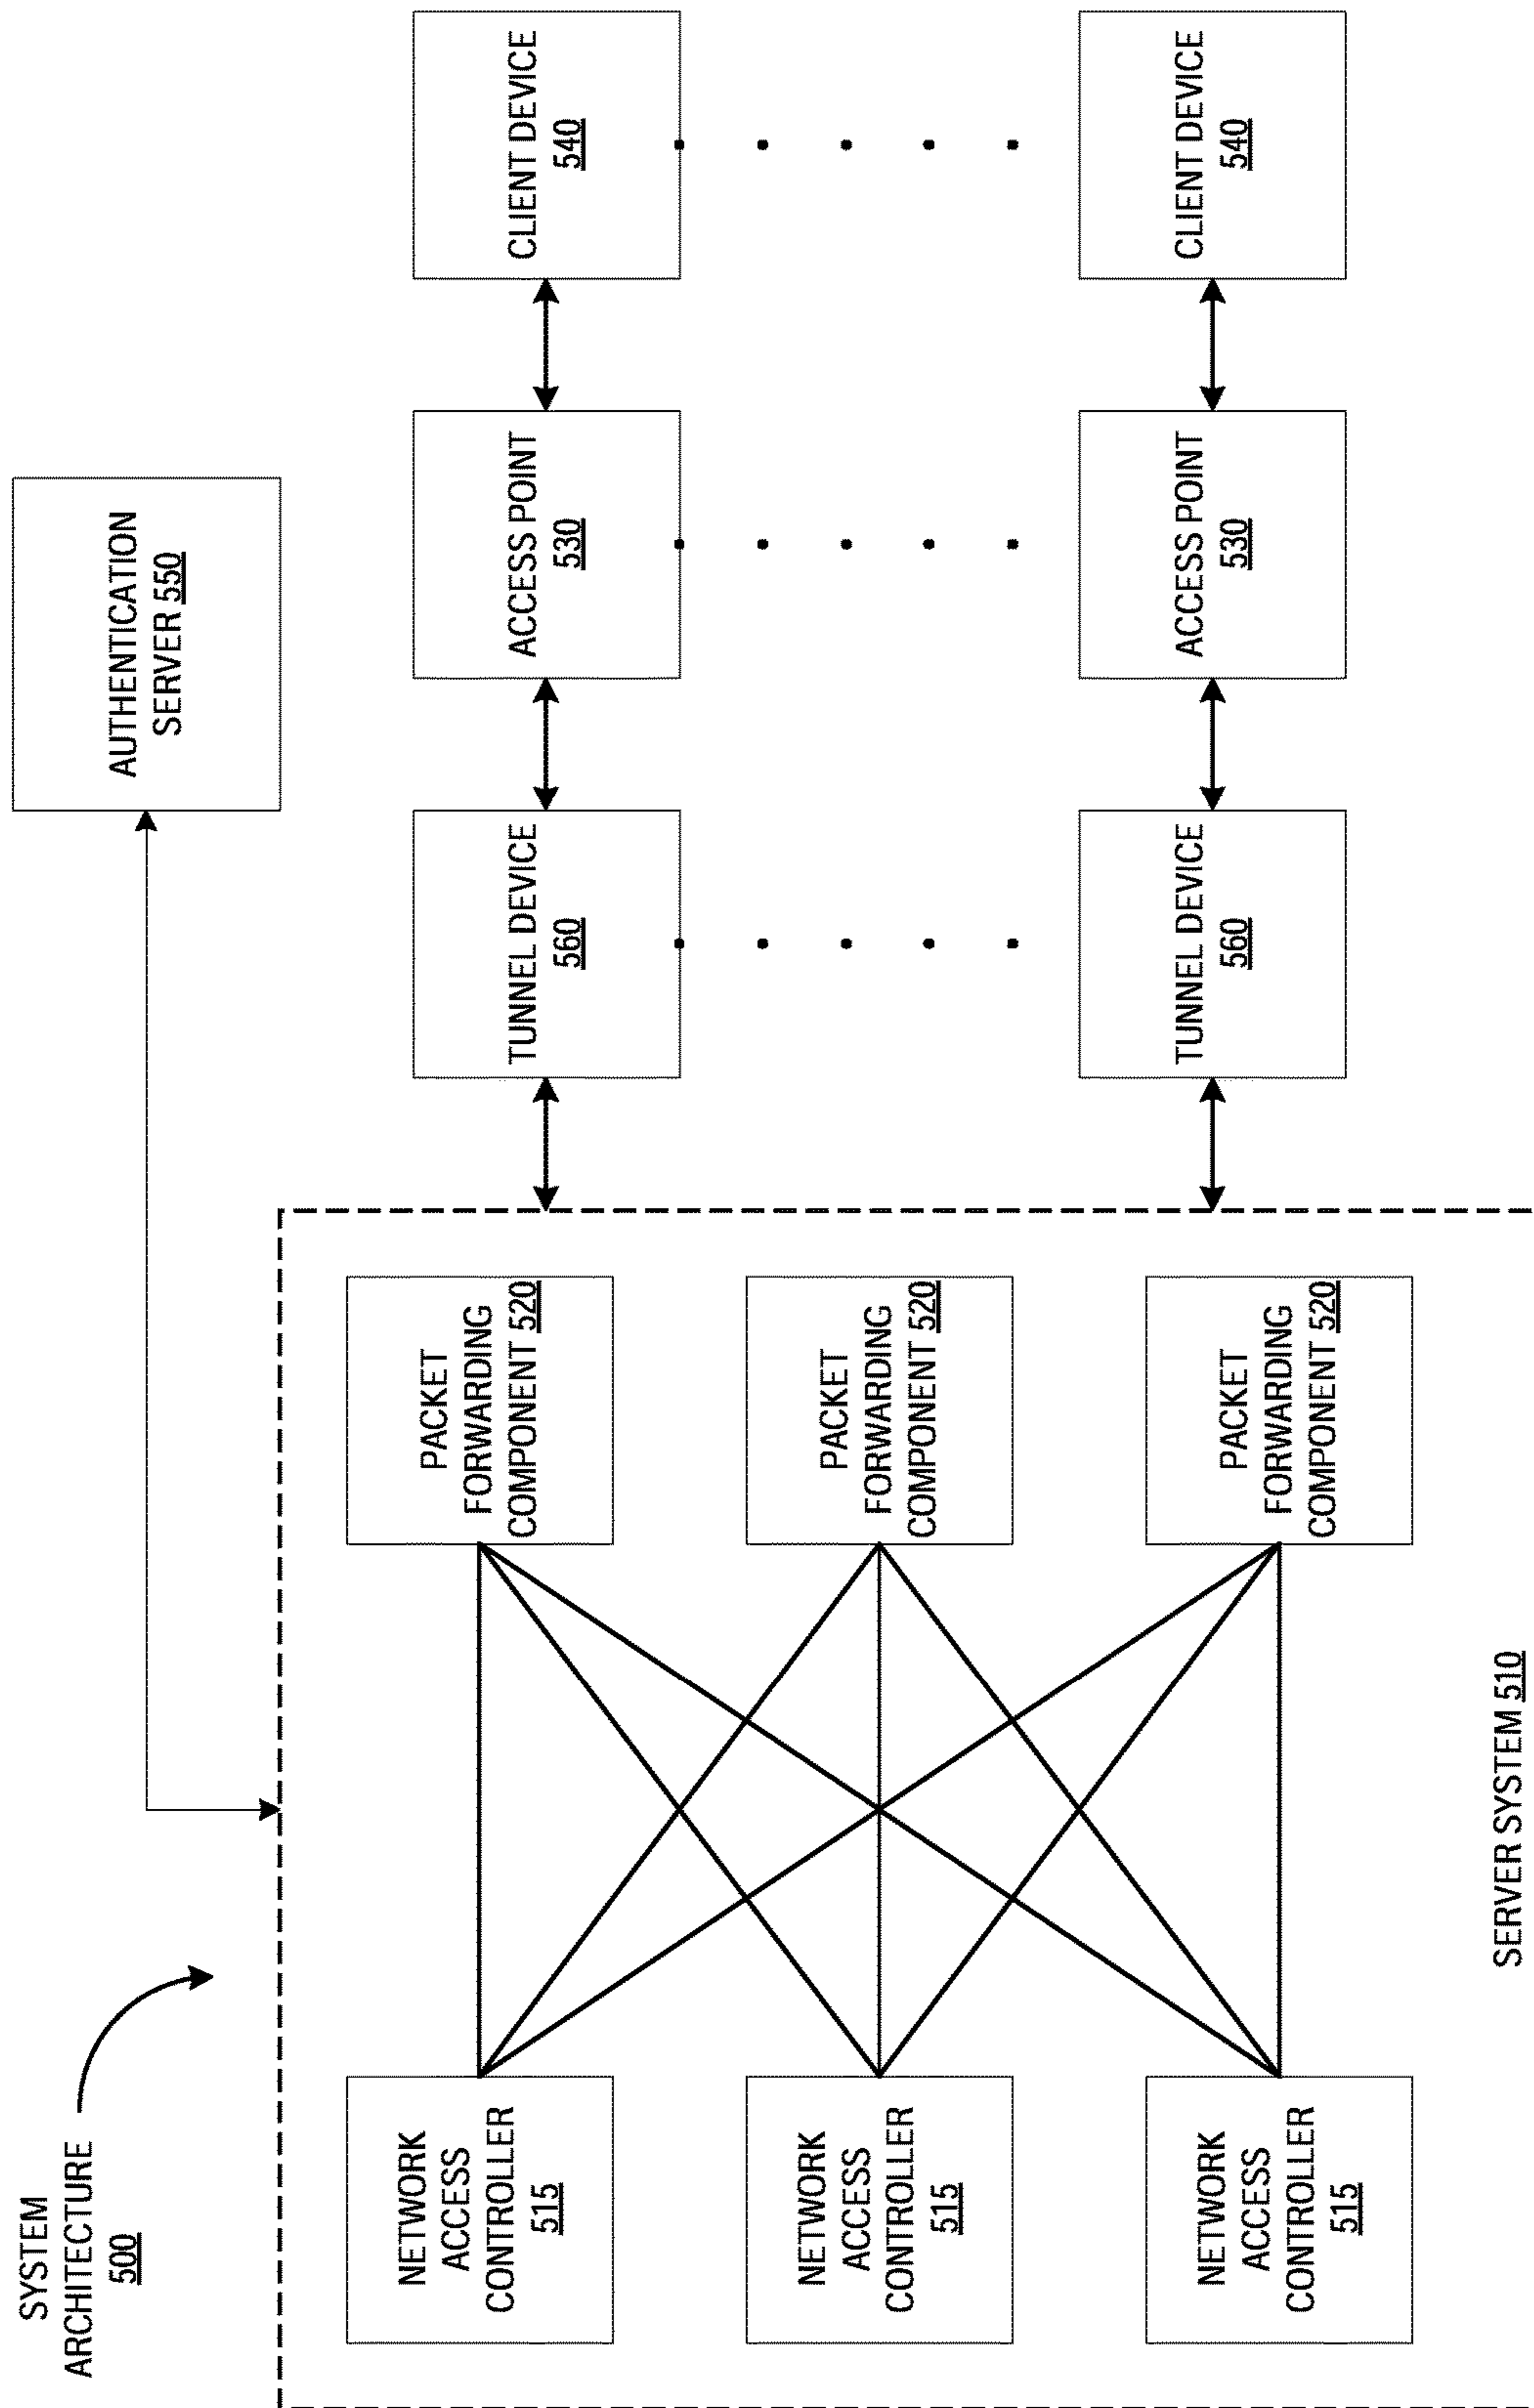 SYSTEM
ARCHITECTURE
500
AUTHENTICATION
SERVER 550
NETWORK
ACCESS
CONTROLLER
515
PACKET
FORWARDING
COMPONENT 520
TUNNEL DEVICE
560
ACCESS POINT
530
CLIENT DEVICE
540
NETWORK
ACCESS
CONTROLLER
515
PACKET
FORWARDING
COMPONENT 520
NETWORK
ACCESS
CONTROLLER
515
PACKET
FORWARDING
COMPONENT 520
TUNNEL DEVICE
560
ACCESS POINT
530
CLIENT DEVICE
540
SERVER SYSTEM 510